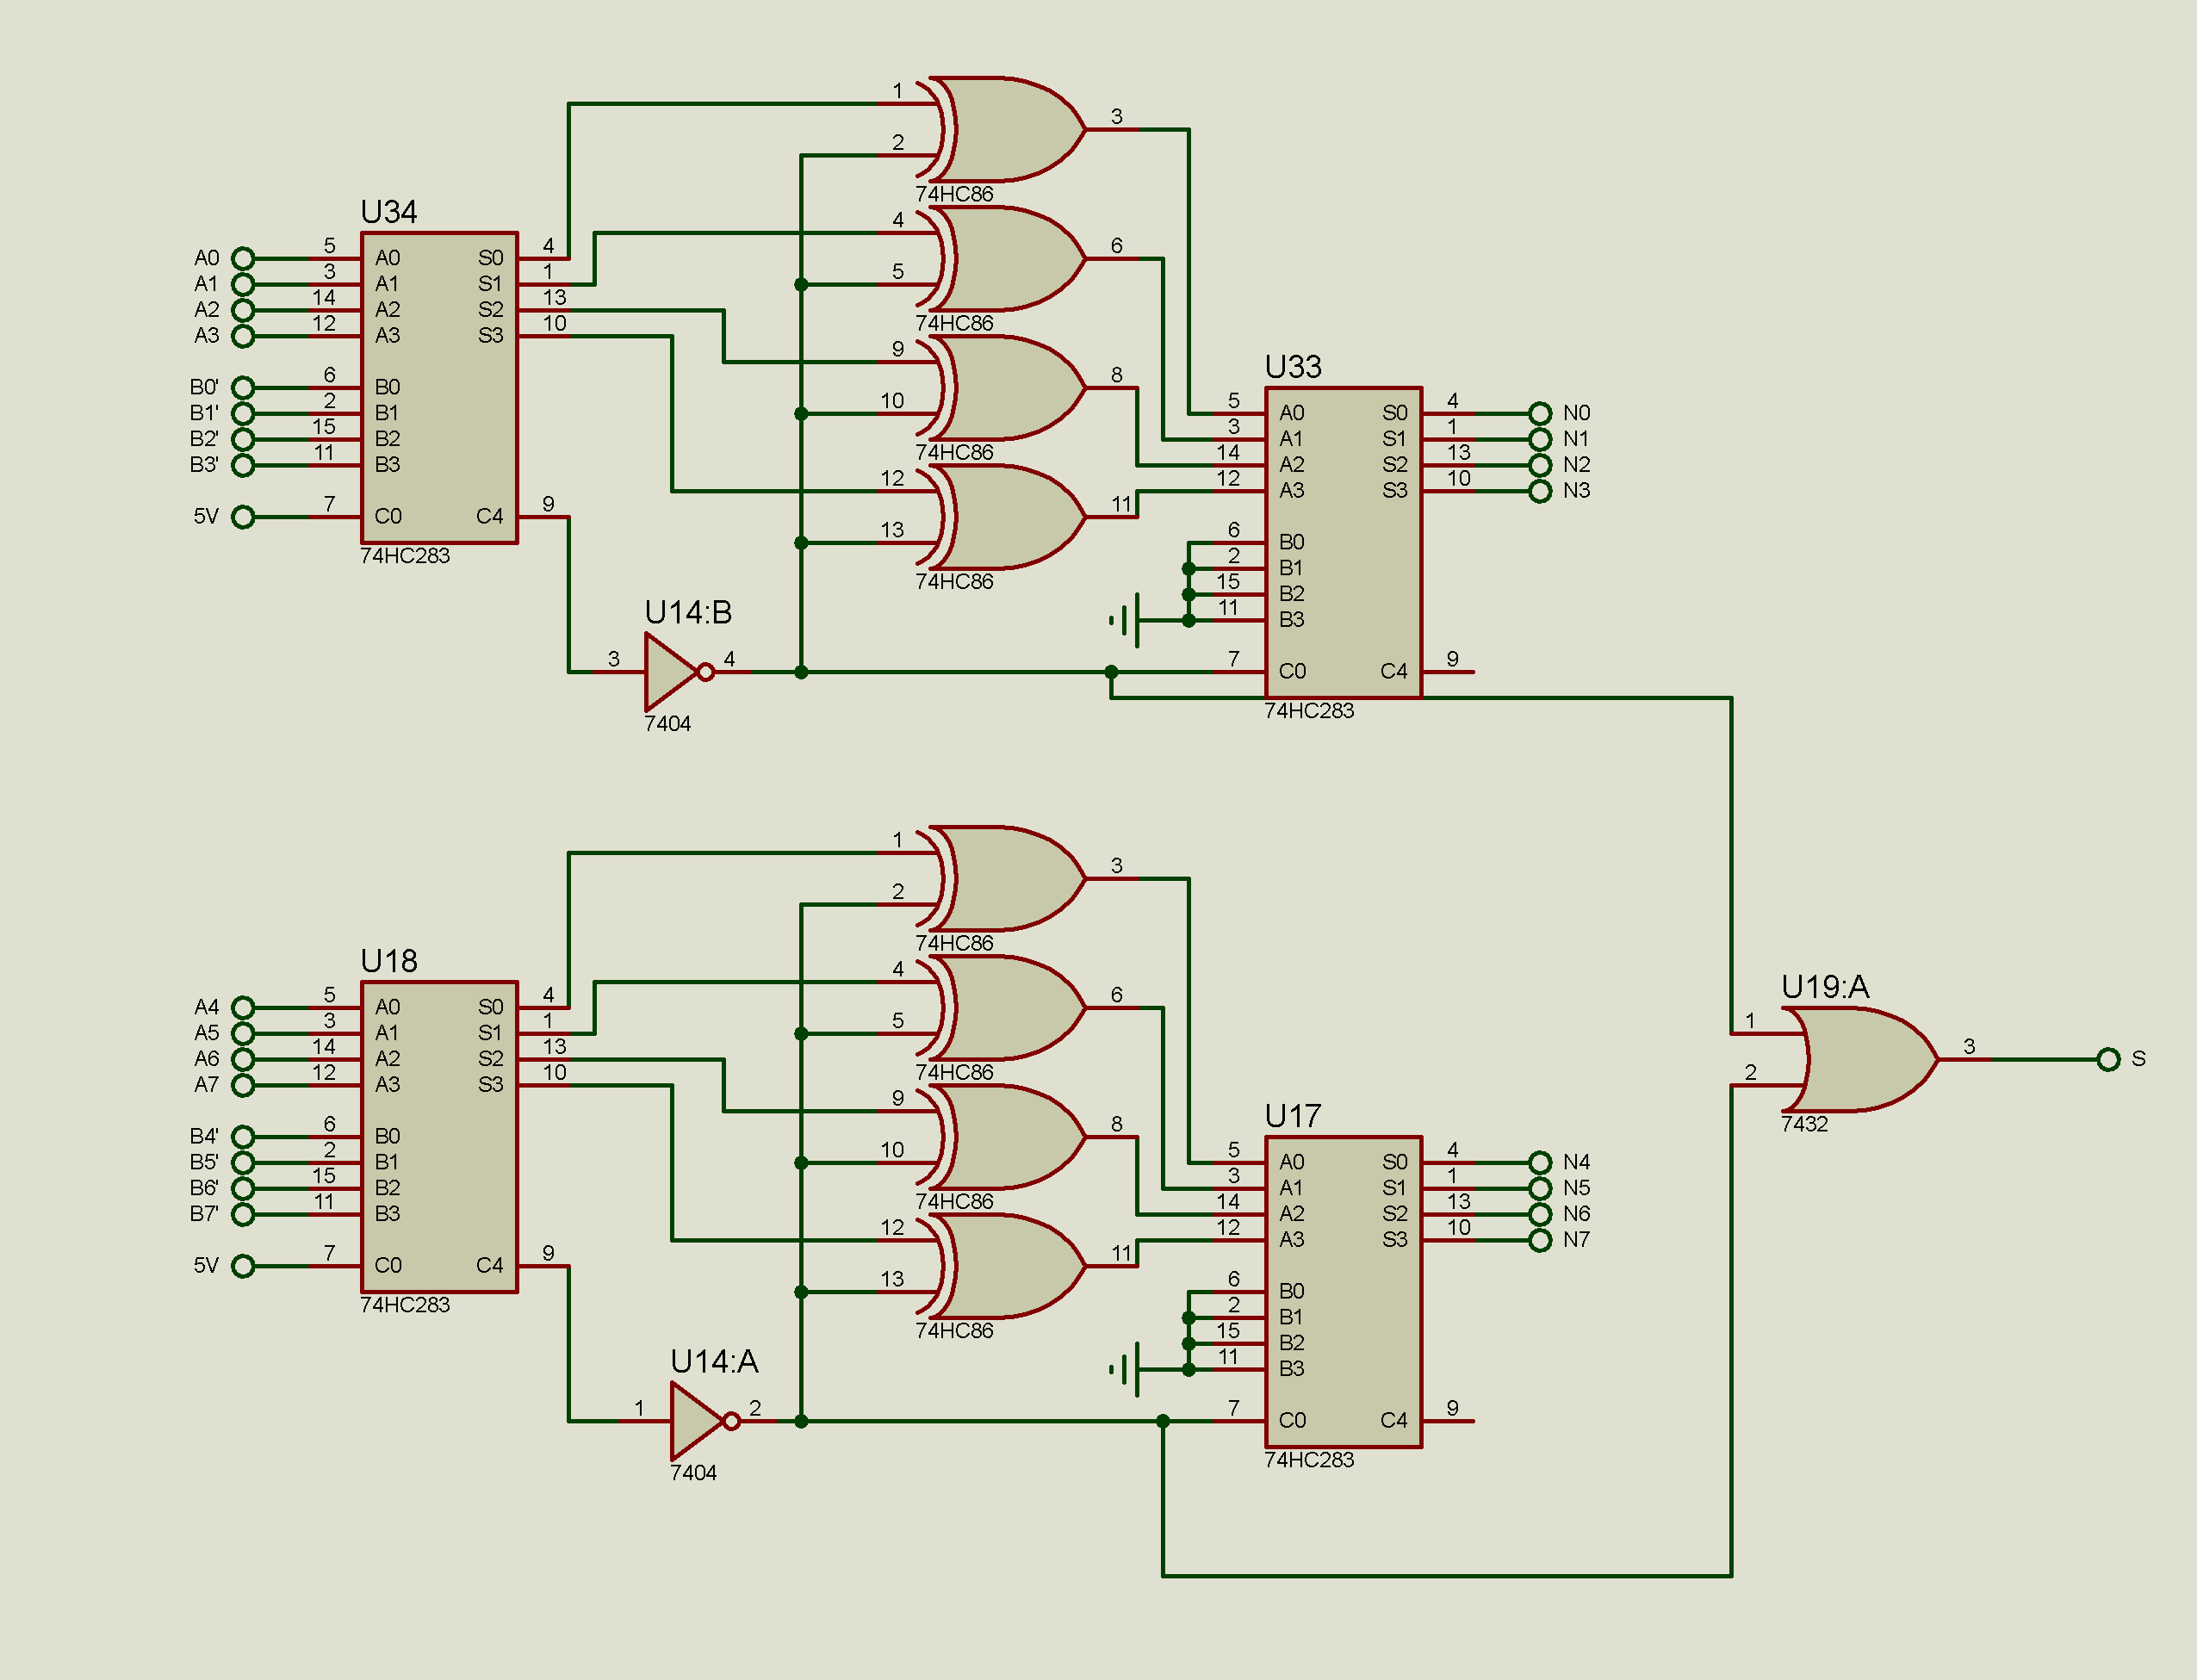 1
3
2
74HC86
U34
4
6
5
74HC86
A0 5 A0 S0 4
A1 3 A1 S1 1
A2 14 A2 S2 13
A3 12 A3 S3 10
9
8
10
74HC86
B0' 6 B0
B1' 2 B1
B2' 15 B2
B3' 11 B3
5V 7 C0 C4 9
74HC283
12
11
13
74HC86
U33
5 A0 S0 4 N0
3 A1 S1 1 N1
14 A2 S2 13 N2
12 A3 S3 10 N3
6 B0
2 B1
15 B2
11 B3
U14:B
3 4
7404
7 C0 C4 9
74HC283
1
3
2
74HC86
U18
4
6
5
74HC86
A4 5 A0 S0 4
A5 3 A1 S1 1
A6 14 A2 S2 13
A7 12 A3 S3 10
9
8
10
74HC86
B4' 6 B0
B5' 2 B1
B6' 15 B2
B7' 11 B3
5V 7 C0 C4 9
74HC283
12
11
13
74HC86
U17
5 A0 S0 4 N4
3 A1 S1 1 N5
14 A2 S2 13 N6
12 A3 S3 10 N7
6 B0
2 B1
15 B2
11 B3
U14:A
1 2
7404
7 C0 C4 9
74HC283
U19:A
1
3 S
2
7432